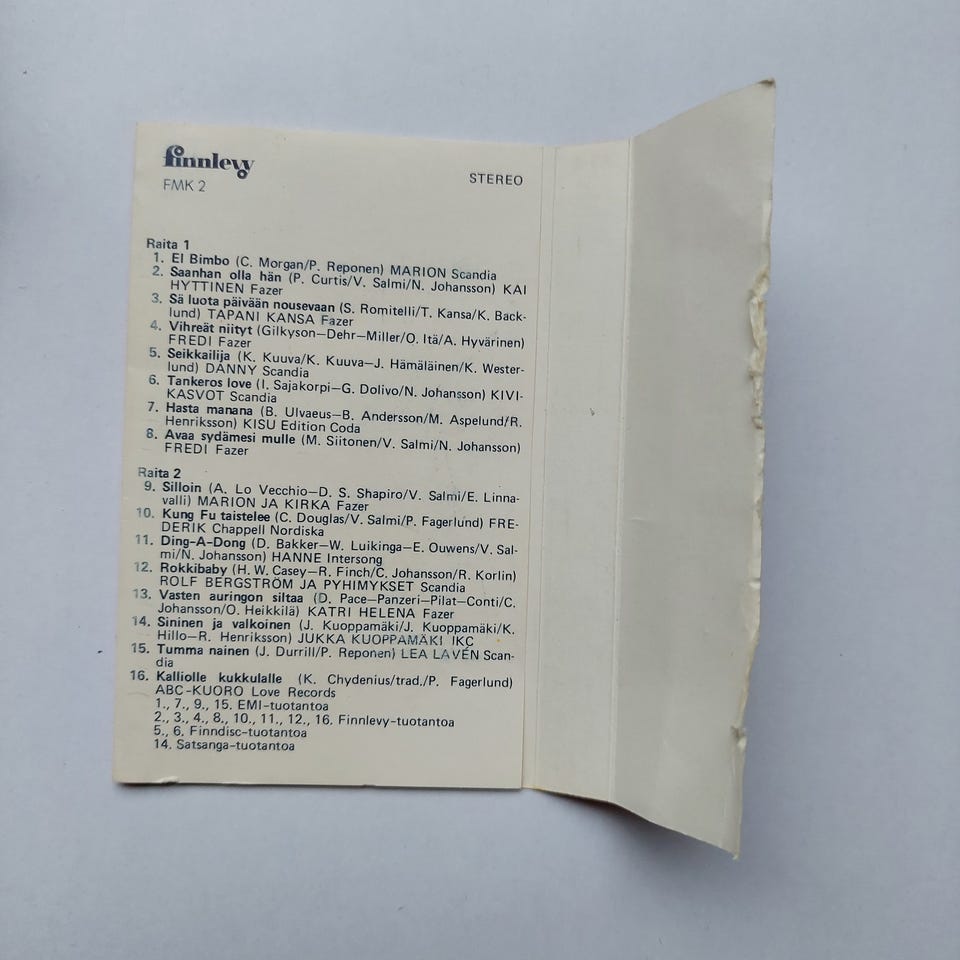 finnlevy
FMK 2
STEREO
Raita 1
1. El Bimbo (C. Morgan/P. Reponen) MARION Scandia
2. Saanhan olla hän (P. Curtis/V. Salmi/N. Johansson) KAI
HYTTINEN Fazer
3. Sä luota päivään nousevaan (S. Romitelli/T. Kansa/K. Back-
lund) TAPANI KANSA Fazer
4. Vihreät niityt (Gilkyson—Dehr—Miller/O. Itä/A. Hyvärinen)
FREDI Fazer
5. Seikkailija (K. Kuuva/K. Kuuva—J. Hämäläinen/K. Wester-
lund) DANNY Scandia
6. Tankeros love (I. Sajakorpi—G. Dolivo/N. Johansson) KIVI-
KASVOT Scandia
7. Hasta manana (B. Ulvaeus—B. Andersson/M. Aspelund/R.
Henriksson) KISU Edition Coda
8. Avaa sydämesi mulle (M. Siitonen/V. Salmi/N. Johansson)
FREDI Fazer
Raita 2
9. Silloin (A. Lo Vecchio—D. S. Shapiro/V. Salmi/E. Linna-
valli) MARION JA KIRKA Fazer
10. Kung Fu taistelee (C. Douglas/V. Salmi/P. Fagerlund) FRE-
DERIK Chappell Nordiska
11. Ding-A-Dong (D. Bakker—W. Luikinga—E. Ouwens/V. Sal-
mi/N. Johansson) HANNE Intersong
12. Rokkibaby (H. W. Casey—R. Finch/C. Johansson/R. Korlin)
ROLF BERGSTRÖM JA PYHIMYKSET Scandia
13. Vasten auringon siltaa (D. Pace—Panzeri—Pilat—Conti/C.
Johansson/O. Heikkilä) KATRI HELENA Fazer
14. Sininen ja valkoinen (J. Kuoppamäki/J. Kuoppamäki/K.
Hillo—R. Henriksson) JUKKA KUOPPAMÄKI JKC
15. Tumma nainen (J. Durrill/P. Reponen) LEA LAVÉN Scan-
dia
16. Kalliolle kukkulalle (K. Chydenius/trad./P. Fagerlund)
ABC-KUORO Love Records
1., 7., 9., 15. EMI-tuotantoa
2., 3., 4., 8., 10., 11., 12., 16. Finnlevy-tuotantoa
5., 6. Finndisc-tuotantoa
14. Satsanga-tuotantoa